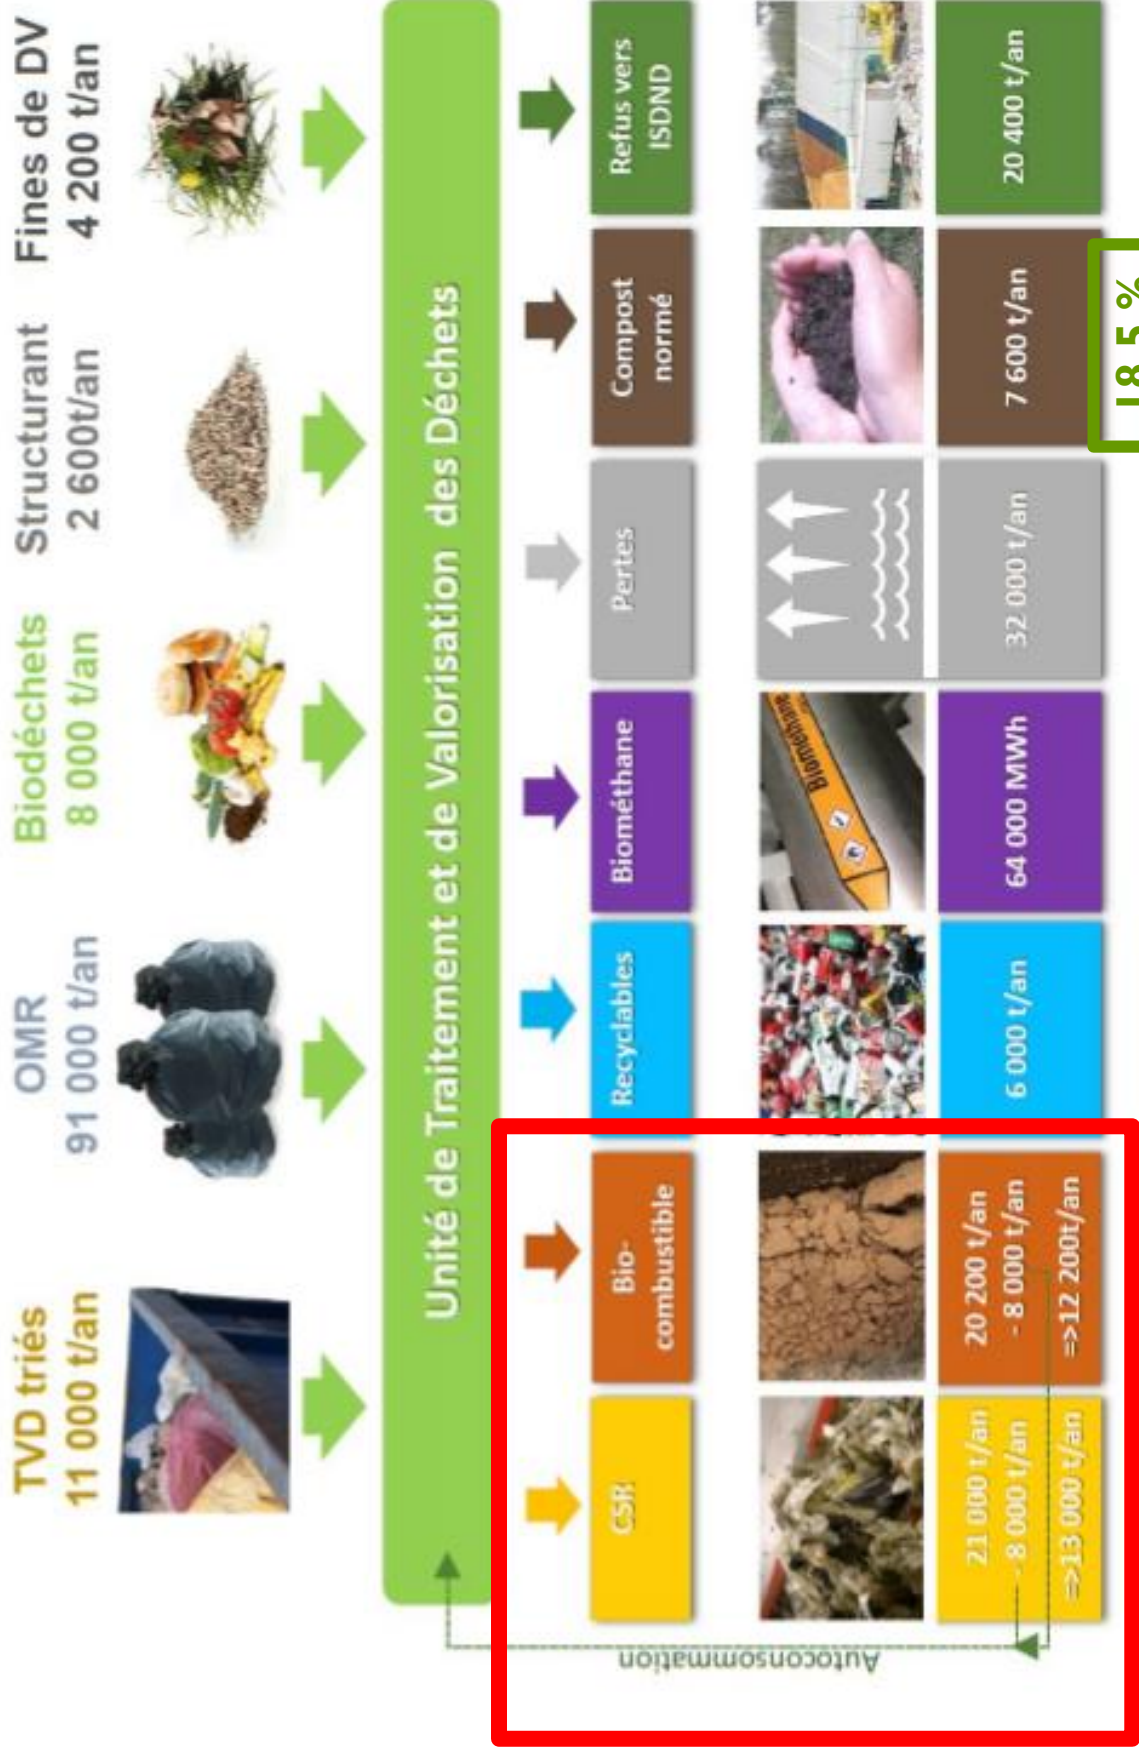 TVD triés
11 000 t/an
OMR
91 000 t/an
Biodéchets
8 000 t/an
Structurant
2 600t/an
Fines de DV
4 200 t/an
Unité de Traitement et de Valorisation des Déchets
CSR
Bio-
combustible
Recyclables
Biométhane
Pertes
Compost
normé
Refus vers
ISDND
Biométhane
Autoconsommation
21 000 t/an
- 8 000 t/an
=>13 000 t/an
20 200 t/an
- 8 000 t/an
=>12 200t/an
6 000 t/an
64 000 MWh
32 000 t/an
7 600 t/an
20 400 t/an
18,5 %